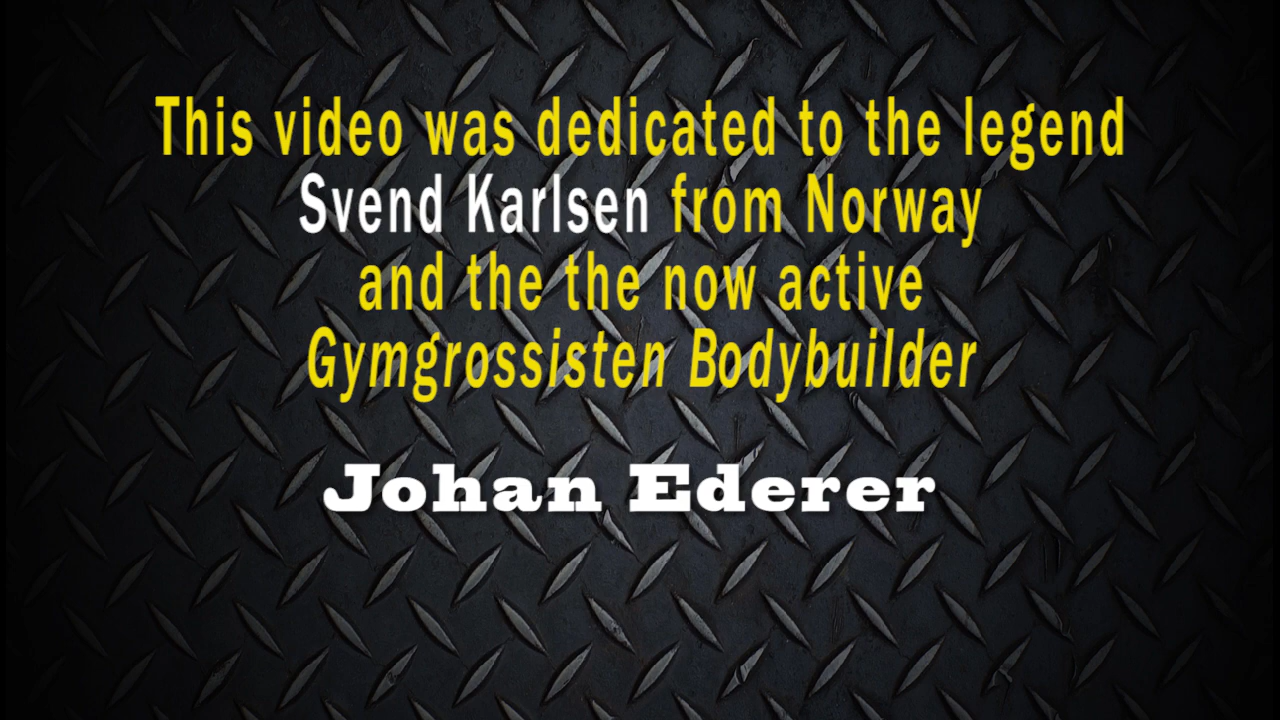 This video was dedicated to the legend
Svend Karlsen from Norway
and the the now active
Gymgrossisten Bodybuilder
Johan Ederer